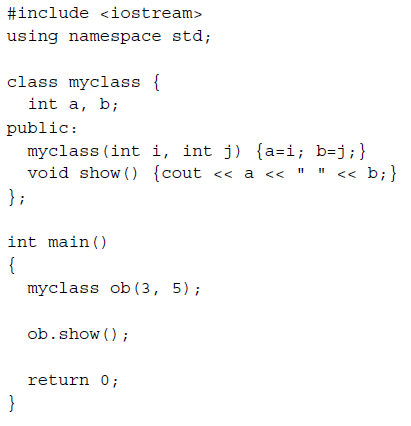 #include <iostream>
using namespace std;
class myclass {
int a, b;
public:
myclass(int i, int j) {a=i; b=j;}
void show() {cout << a << " " << b;}
};
int main()
{
myclass ob(3, 5);
ob.show();
return 0;
}